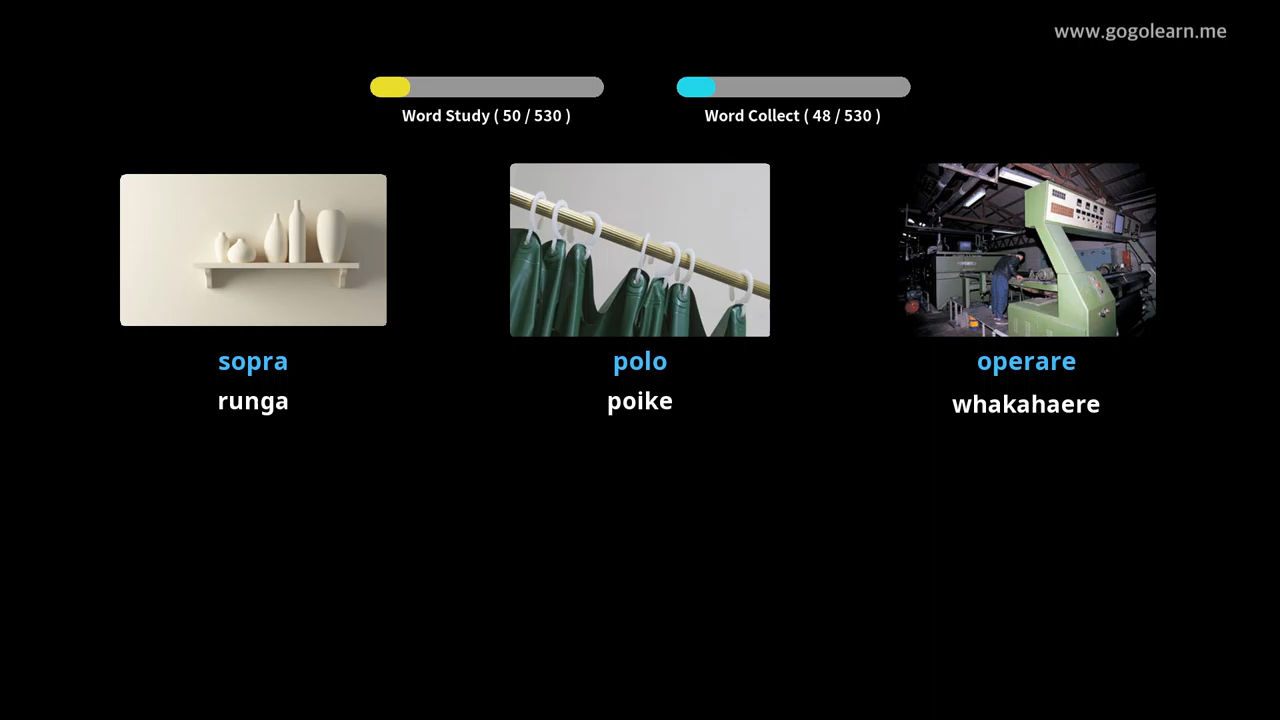 www.gogolearn.me
Word Study ( 50 / 530 )
Word Collect ( 48 / 530 )
sopra
runga
polo
poike
operare
whakahaere